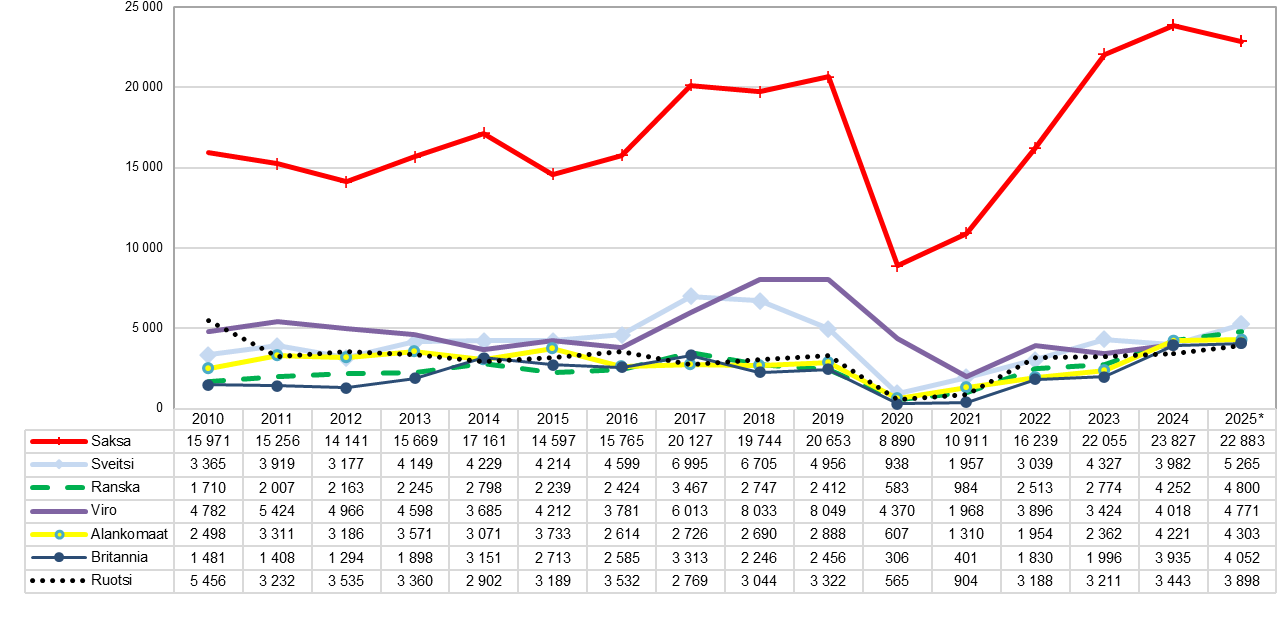 25 000
20 000
15 000
10 000
5 000
0
2010 2011 2012 2013 2014 2015 2016 2017 2018 2019 2020 2021 2022 2023 2024 2025*
Saksa 15 971 15 256 14 141 15 669 17 161 14 597 15 765 20 127 19 744 20 653 8 890 10 911 16 239 22 055 23 827 22 883
Sveitsi 3 365 3 919 3 177 4 149 4 229 4 214 4 599 6 995 6 705 4 956 938 1 957 3 039 4 327 3 982 5 265
Ranska 1 710 2 007 2 163 2 245 2 798 2 239 2 424 3 467 2 747 2 412 583 984 2 513 2 774 4 252 4 800
Viro 4 782 5 424 4 966 4 598 3 685 4 212 3 781 6 013 8 033 8 049 4 370 1 968 3 896 3 424 4 018 4 771
Alankomaat 2 498 3 311 3 186 3 571 3 071 3 733 2 614 2 726 2 690 2 888 607 1 310 1 954 2 362 4 221 4 303
Britannia 1 481 1 408 1 294 1 898 3 151 2 713 2 585 3 313 2 246 2 456 306 401 1 830 1 996 3 935 4 052
Ruotsi 5 456 3 232 3 535 3 360 2 902 3 189 3 532 2 769 3 044 3 322 565 904 3 188 3 211 3 443 3 898